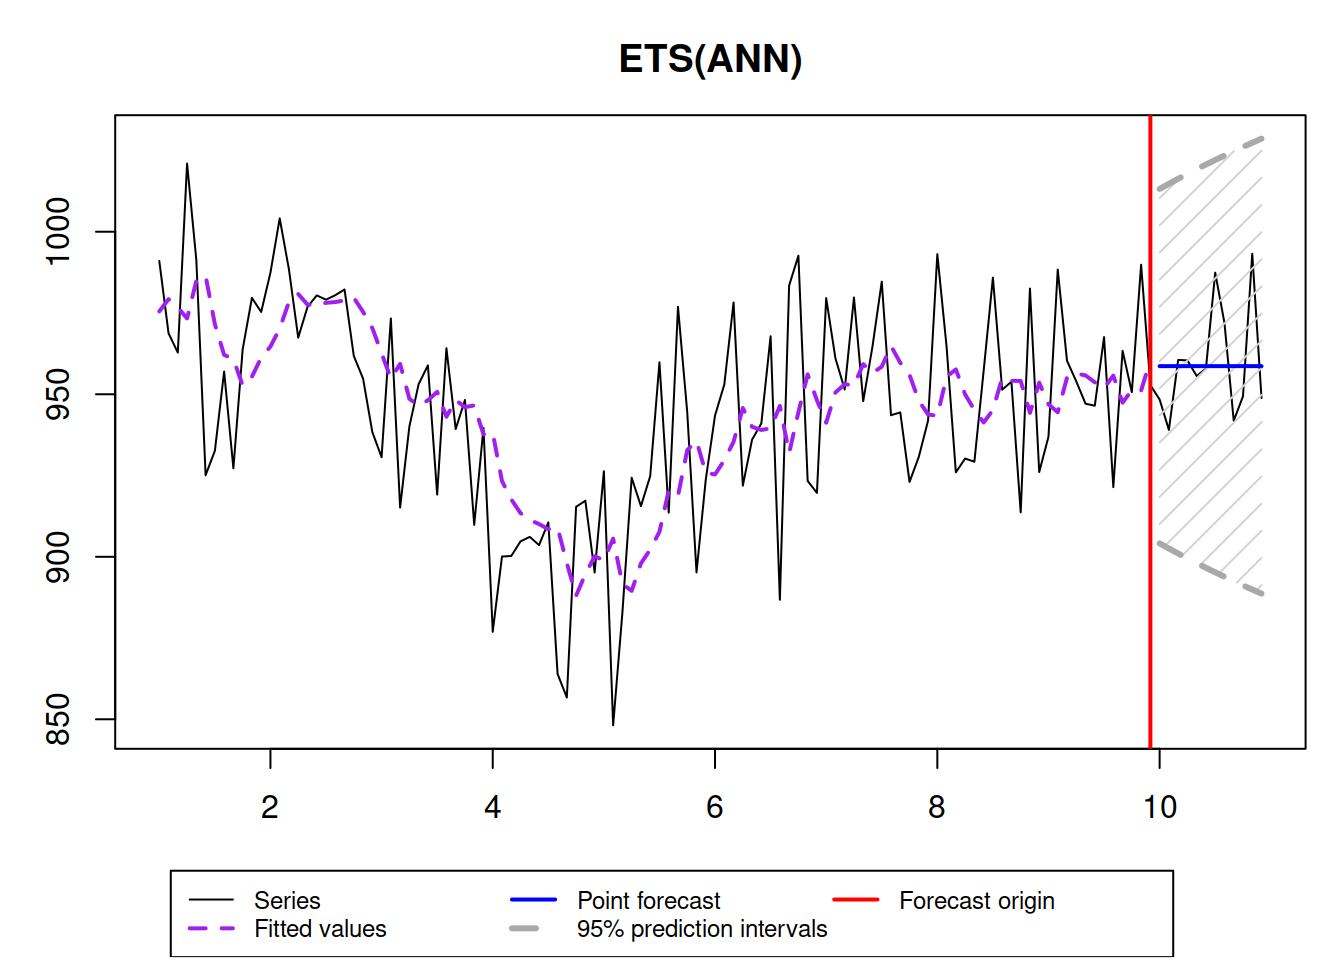 ETS(ANN)
1000
950
900
850
2 4 6 8 10
Series Point forecast Forecast origin
Fitted values 95% prediction intervals